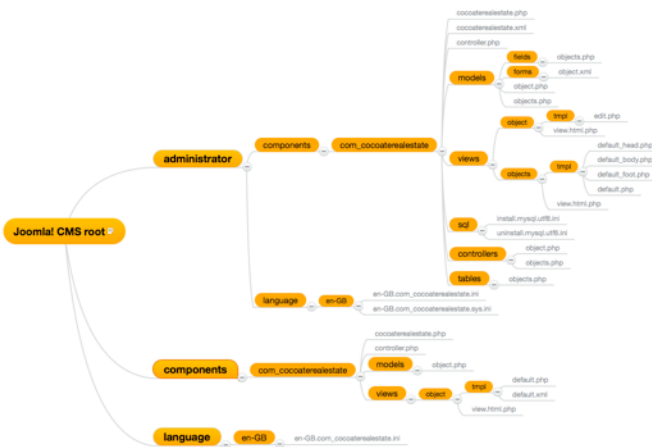 Joomla! CMS root
administrator
components
com_cocoaterealestate
cocoaterealestate.php
cocoaterealestate.xml
controller.php
models
fields
objects.php
forms
object.xml
object.php
objects.php
views
object
tmpl
edit.php
view.html.php
objects
tmpl
default_head.php
default_body.php
default_foot.php
default.php
view.html.php
sql
install.mysql.utf8.ini
uninstall.mysql.utf8.ini
controllers
object.php
objects.php
tables
objects.php
language
en-GB
en-GB.com_cocoaterealestate.ini
en-GB.com_cocoaterealestate.sys.ini
components
com_cocoaterealestate
cocoaterealestate.php
controller.php
models
object.php
views
object
tmpl
default.php
default.xml
view.html.php
language
en-GB
en-GB.com_cocoaterealestate.ini